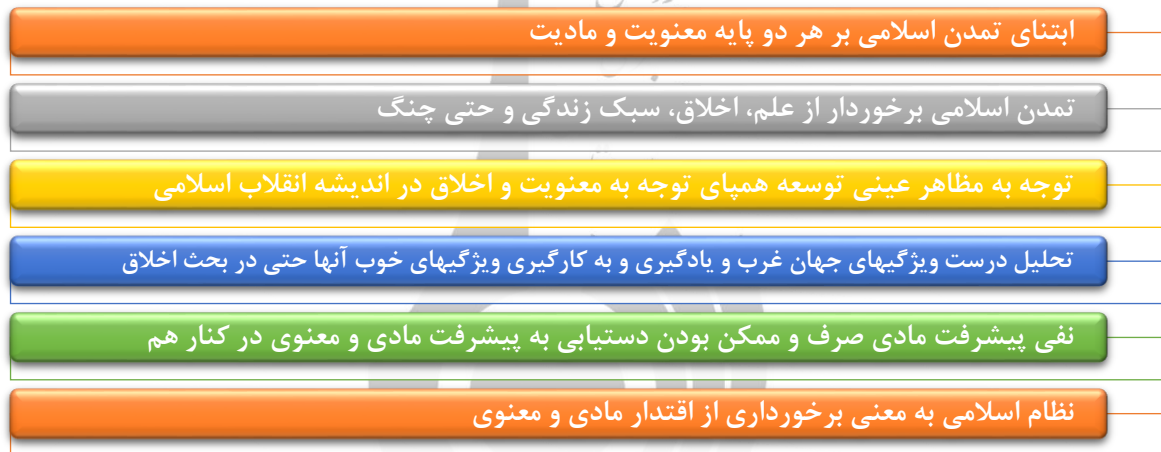 ابتنای تمدن اسلامی بر هر دو پایه معنویت و مادیت
تمدن اسلامی برخوردار از علم، اخلاق، سبک زندگی و حتی چنگ
توجه به مظاهر عینی توسعه همپای توجه به معنویت و اخلاق در اندیشه انقلاب اسلامی
تحلیل درست ویژگیهای جهان غرب و یادگیری و به کارگیری ویژگیهای خوب آنها حتی در بحث اخلاق
نفی پیشرفت مادی صرف و ممکن بودن دستیابی به پیشرفت مادی و معنوی در کنار هم
نظام اسلامی به معنی برخورداری از اقتدار مادی و معنوی